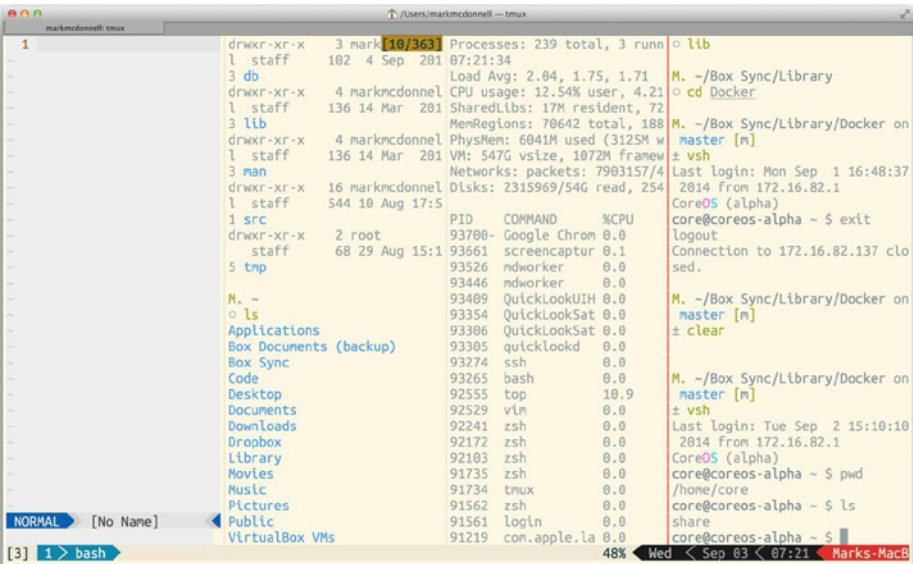 /Users/markmcdonnell — tmux
markmcdonnell: tmux
1
NORMAL [No Name]
drwxr-xr-x 3 mark[10/363]
l staff 102 4 Sep 201
3 db
drwxr-xr-x 4 markmcdonnel
l staff 136 14 Mar 201
3 lib
drwxr-xr-x 4 markmcdonnel
l staff 136 14 Mar 201
3 man
drwxr-xr-x 16 markmcdonnel
l staff 544 10 Aug 17:5
1 src
drwxr-xr-x 2 root
staff 68 29 Aug 15:1
5 tmp
M. ~
○ ls
Applications
Box Documents (backup)
Box Sync
Code
Desktop
Documents
Downloads
Dropbox
Library
Movies
Music
Pictures
Public
VirtualBox VMs
Processes: 239 total, 3 runn
07:21:34
Load Avg: 2.04, 1.75, 1.71
CPU usage: 12.54% user, 4.21
SharedLibs: 17M resident, 72
MemRegions: 70642 total, 188
PhysMem: 6041M used (3125M w
VM: 547G vsize, 1072M framew
Networks: packets: 7903157/4
Disks: 2315969/54G read, 254
PID COMMAND %CPU
93700- Google Chrom 0.0
93661 screencaptur 0.1
93526 mdworker 0.0
93446 mdworker 0.0
93409 QuickLookUIH 0.0
93354 QuickLookSat 0.0
93306 QuickLookSat 0.0
93305 quicklookd 0.0
93274 ssh 0.0
93265 bash 0.0
92555 top 10.9
92529 vim 0.0
92241 zsh 0.0
92172 zsh 0.0
92103 zsh 0.0
91735 zsh 0.0
91734 tmux 0.0
91562 zsh 0.0
91561 login 0.0
91219 com.apple.la 0.0
○ lib
M. ~/Box Sync/Library
○ cd Docker
M. ~/Box Sync/Library/Docker on
master [m]
± vsh
Last login: Mon Sep 1 16:48:37
2014 from 172.16.82.1
CoreOS (alpha)
core@coreos-alpha ~ $ exit
logout
Connection to 172.16.82.137 clo
sed.
M. ~/Box Sync/Library/Docker on
master [m]
± clear
M. ~/Box Sync/Library/Docker on
master [m]
± vsh
Last login: Tue Sep 2 15:10:10
2014 from 172.16.82.1
CoreOS (alpha)
core@coreos-alpha ~ $ pwd
/home/core
core@coreos-alpha ~ $ ls
share
core@coreos-alpha ~ $
[3] 1 > bash 48% Wed < Sep 03 < 07:21 Marks-MacB